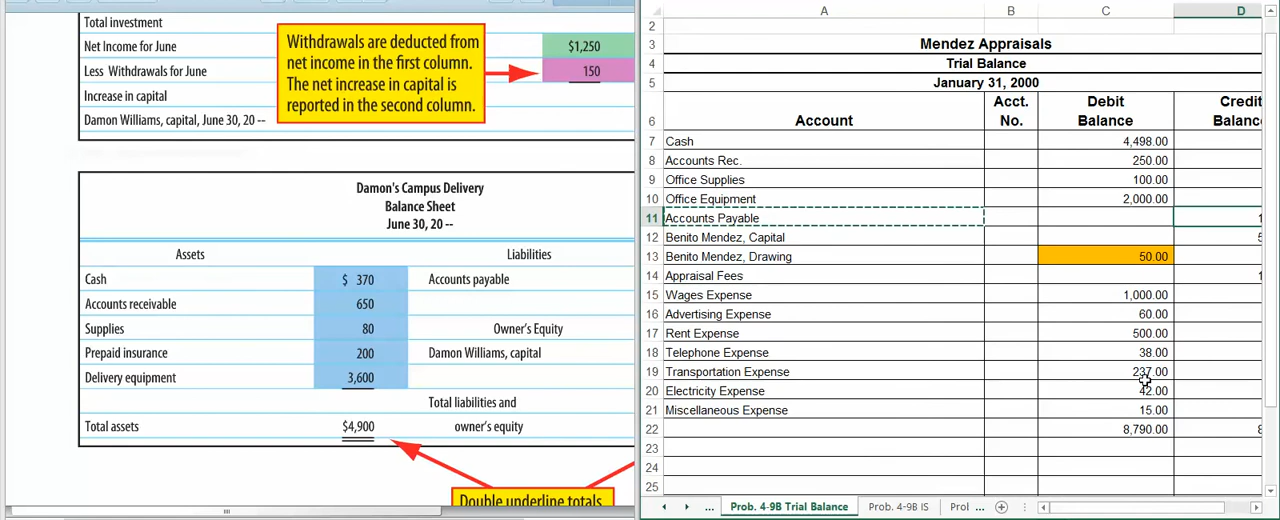 Total investment
Net Income for June $1,250
Less Withdrawals for June 150
Increase in capital
Damon Williams, capital, June 30, 20 --
Withdrawals are deducted from
net income in the first column.
The net increase in capital is
reported in the second column.
Damon's Campus Delivery
Balance Sheet
June 30, 20 --
Assets Liabilities
Cash $ 370 Accounts payable
Accounts receivable 650
Supplies 80 Owner's Equity
Prepaid insurance 200 Damon Williams, capital
Delivery equipment 3,600
Total liabilities and
Total assets $4,900 owner's equity
Double underline totals
A B C D
2
3 Mendez Appraisals
4 Trial Balance
5 January 31, 2000
Acct. Debit Credit
6 Account No. Balance Balance
7 Cash 4,498.00
8 Accounts Rec. 250.00
9 Office Supplies 100.00
10 Office Equipment 2,000.00
11 Accounts Payable 1
12 Benito Mendez, Capital 5
13 Benito Mendez, Drawing 50.00
14 Appraisal Fees 1
15 Wages Expense 1,000.00
16 Advertising Expense 60.00
17 Rent Expense 500.00
18 Telephone Expense 38.00
19 Transportation Expense 237.00
20 Electricity Expense 42.00
21 Miscellaneous Expense 15.00
22 8,790.00 8
23
24
25
... Prob. 4-9B Trial Balance Prob. 4-9B IS Prol ...